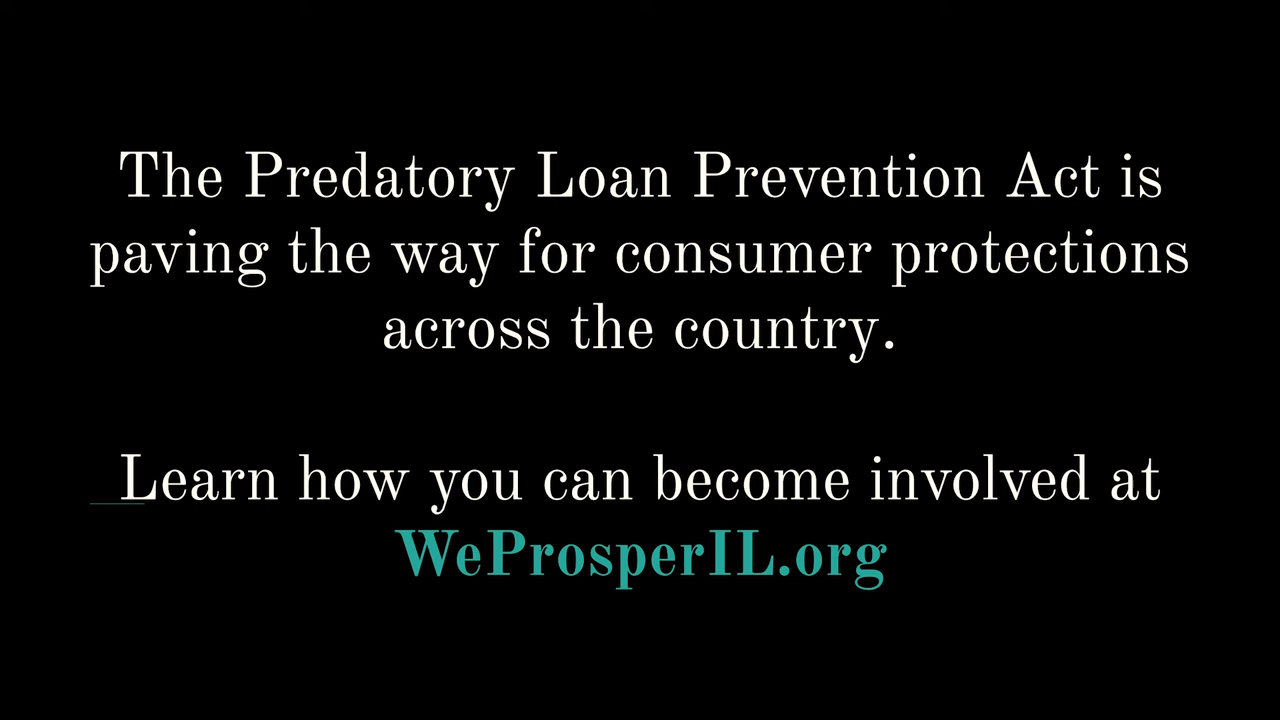 The Predatory Loan Prevention Act is
paving the way for consumer protections
across the country.
Learn how you can become involved at
WeProsperIL.org